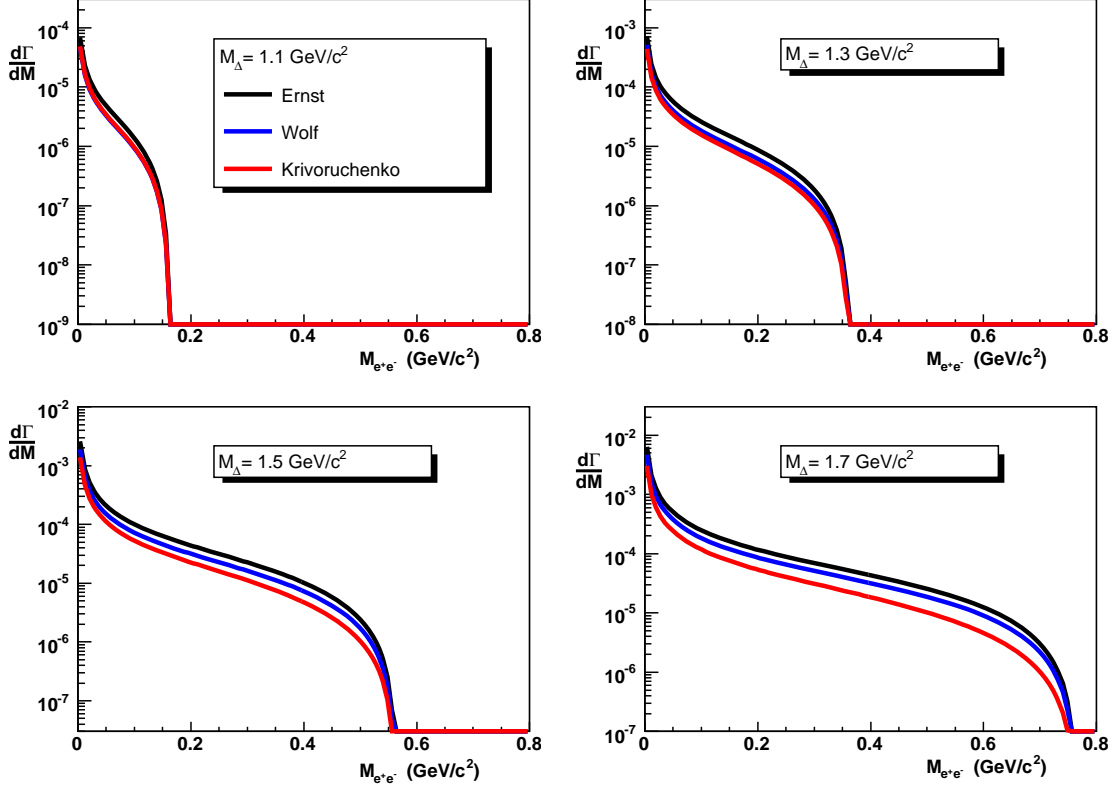 dΓ
dM
10⁻⁴
10⁻⁵
10⁻⁶
10⁻⁷
10⁻⁸
10⁻⁹
M_Δ= 1.1 GeV/c²
Ernst
Wolf
Krivoruchenko
0 0.2 0.4 0.6 0.8
M_e⁺e⁻ (GeV/c²)
dΓ
dM
10⁻³
10⁻⁴
10⁻⁵
10⁻⁶
10⁻⁷
10⁻⁸
M_Δ= 1.3 GeV/c²
0 0.2 0.4 0.6 0.8
M_e⁺e⁻ (GeV/c²)
dΓ
dM
10⁻²
10⁻³
10⁻⁴
10⁻⁵
10⁻⁶
10⁻⁷
M_Δ= 1.5 GeV/c²
0 0.2 0.4 0.6 0.8
M_e⁺e⁻ (GeV/c²)
dΓ
dM
10⁻²
10⁻³
10⁻⁴
10⁻⁵
10⁻⁶
10⁻⁷
M_Δ= 1.7 GeV/c²
0 0.2 0.4 0.6 0.8
M_e⁺e⁻ (GeV/c²)